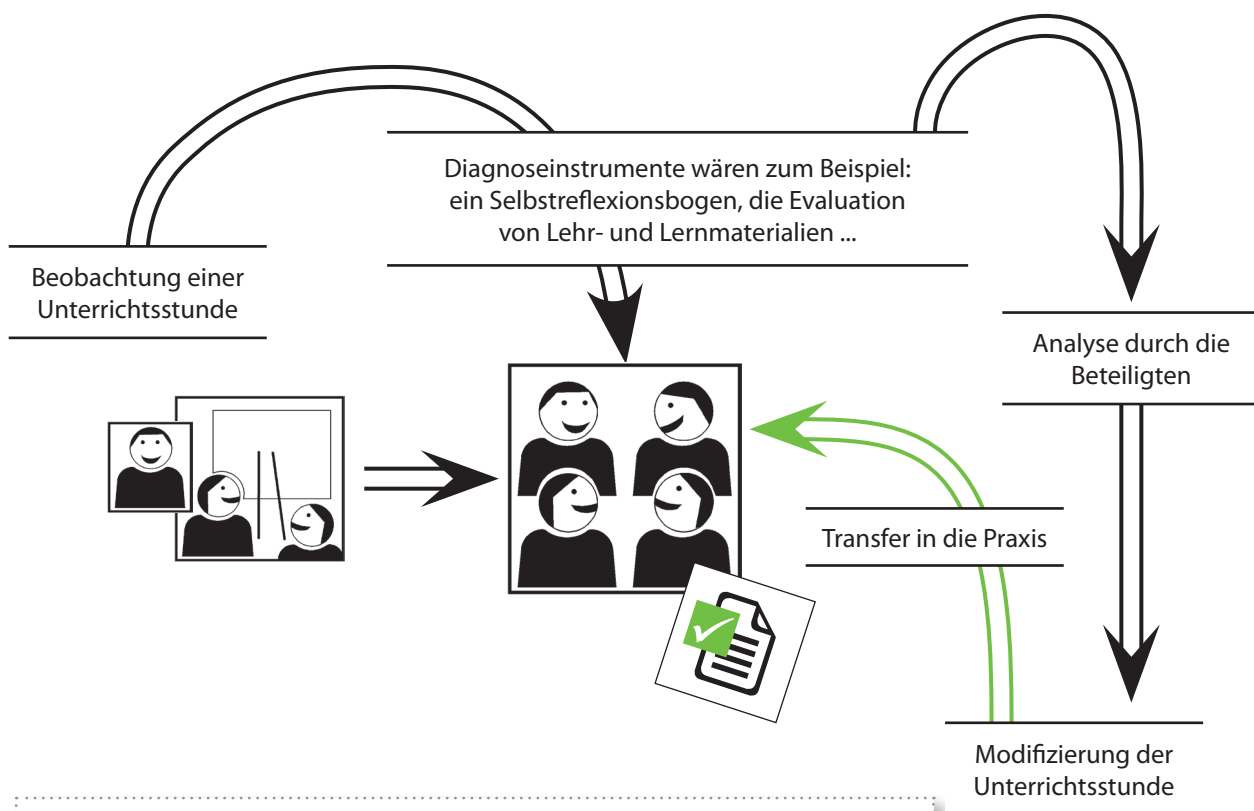 Diagnoseinstrumente wären zum Beispiel:
ein Selbstreflexionsbogen, die Evaluation
von Lehr- und Lernmaterialien ...
Beobachtung einer
Unterrichtsstunde
Analyse durch die
Beteiligten
Transfer in die Praxis
Modifizierung der
Unterrichtsstunde